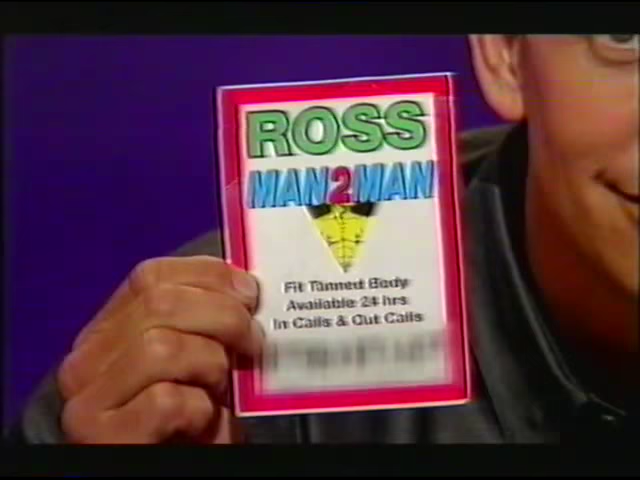 ROSS
MAN2MAN
Fit Tanned Body
Available 24 hrs
In Calls & Out Calls